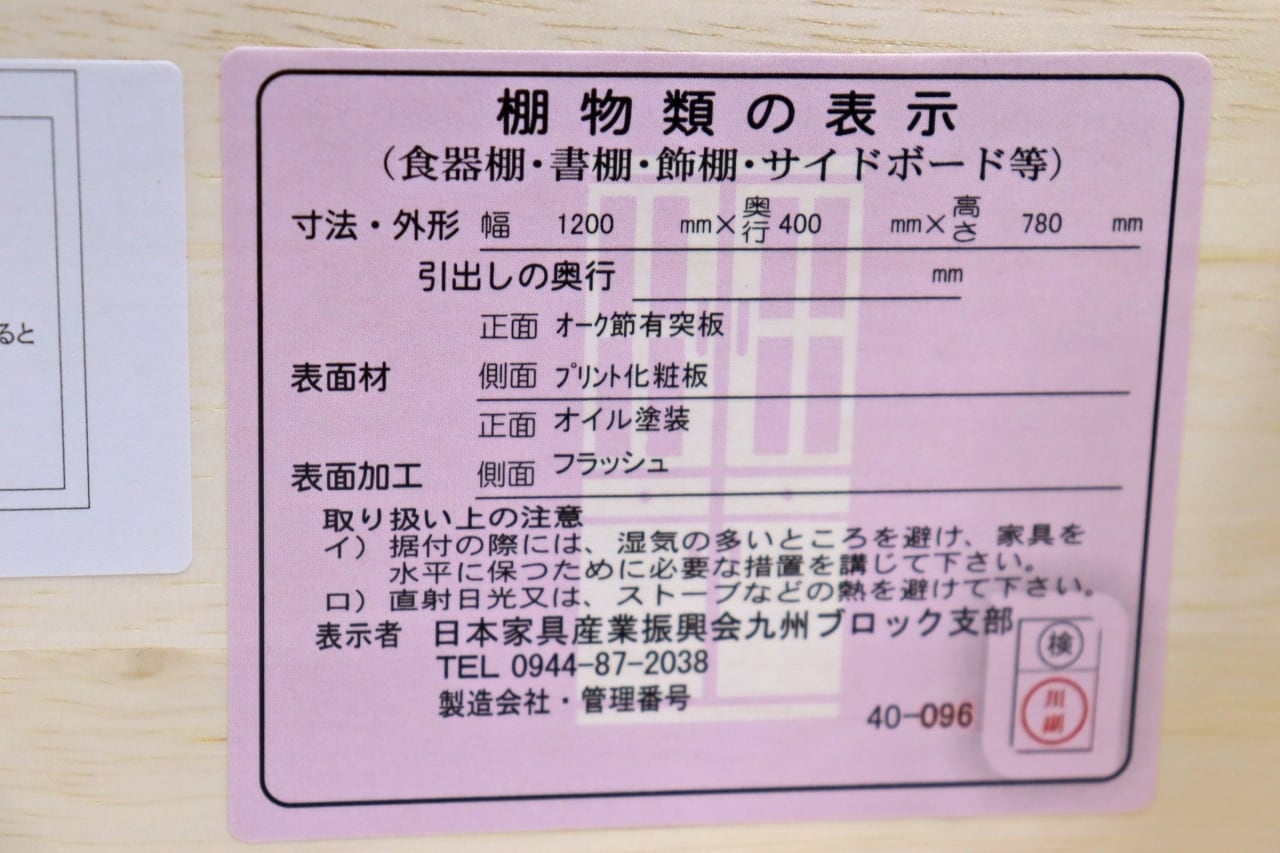 棚物類の表示
（食器棚・書棚・飾棚・サイドボード等）
寸法・外形 幅 1200 mm×奥行 400 mm×高さ 780 mm
引出しの奥行 mm
正面 ｵｰｸ節有突板
表面材 側面 ﾌﾟﾘﾝﾄ化粧板
正面 オイル塗装
表面加工 側面 フラッシュ
取り扱い上の注意
イ）据付の際には、湿気の多いところを避け、家具を
水平に保つために必要な措置を講じて下さい。
ロ）直射日光又は、ストーブなどの熱を避けて下さい。
表示者 日本家具産業振興会九州ブロック支部
TEL 0944-87-2038
製造会社・管理番号
40-096
検
川副
ると